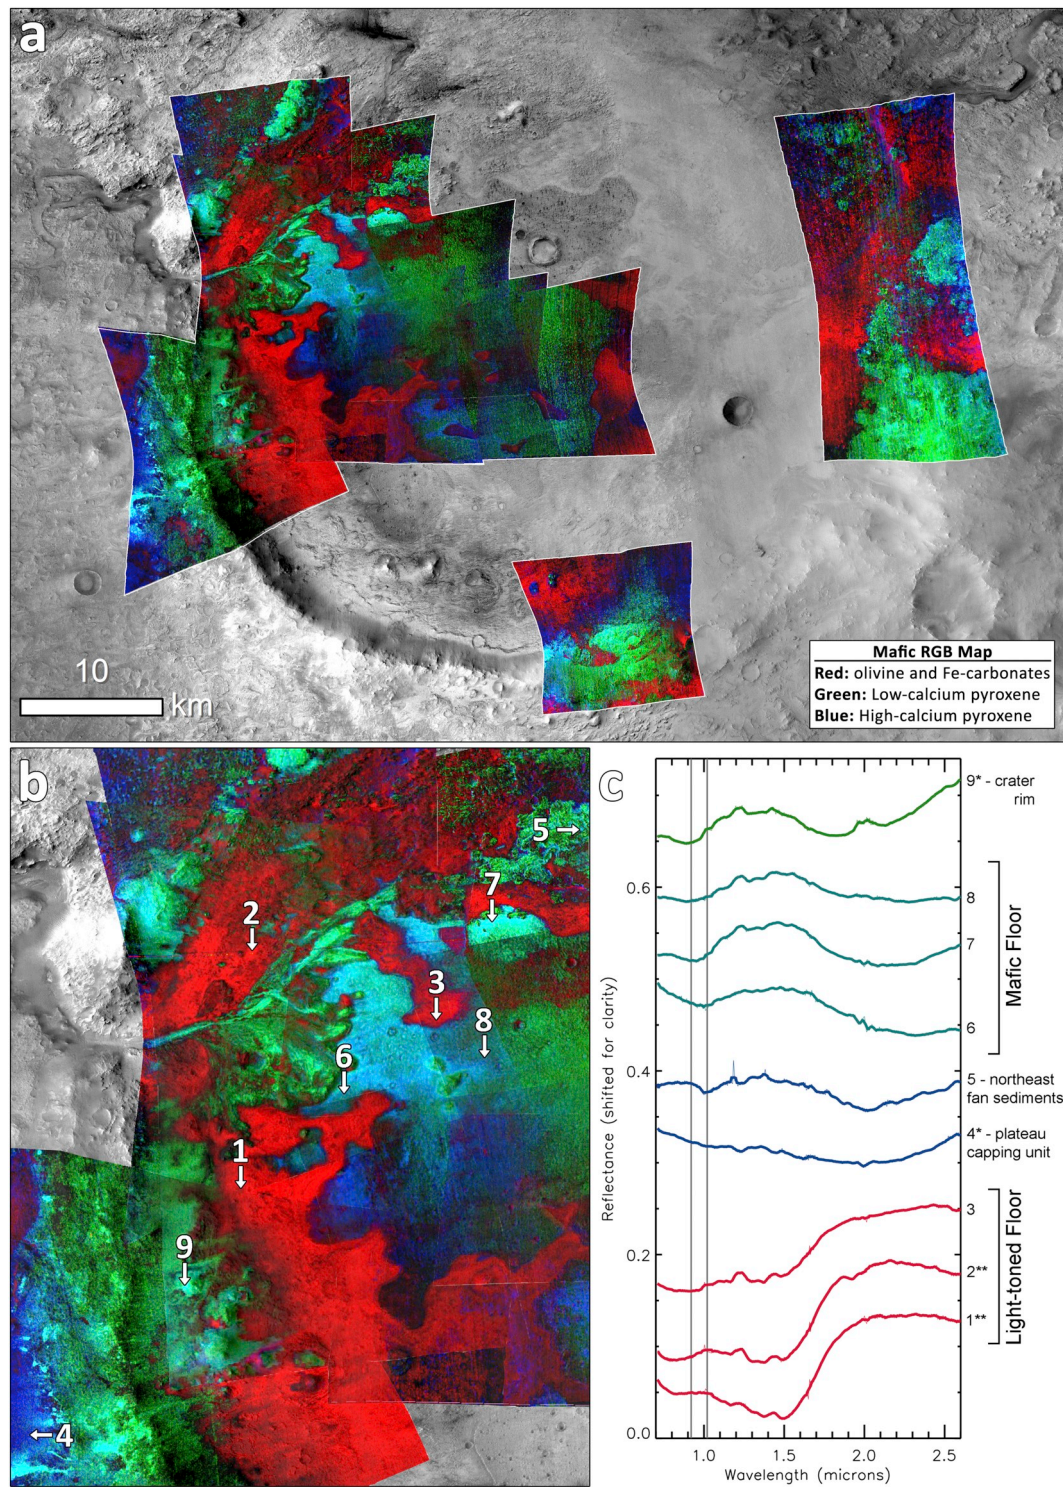 a
10
km
Mafic RGB Map
Red: olivine and Fe-carbonates
Green: Low-calcium pyroxene
Blue: High-calcium pyroxene
b
5
7
2
3
8
6
1
9
4
c
9* - crater
rim
8
7
6
Mafic Floor
5 - northeast
fan sediments
4* - plateau
capping unit
3
2**
1**
Light-toned Floor
Reflectance (shifted for clarity)
0.6
0.4
0.2
0.0
1.0
1.5
2.0
2.5
Wavelength (microns)